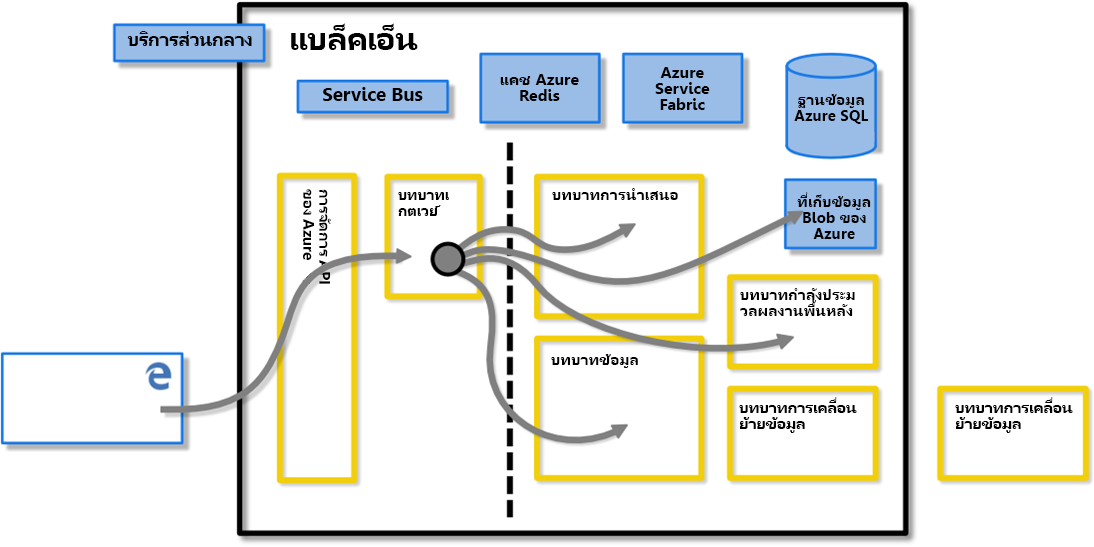 บริการส่วนกลาง
แบล็คเอ็น
Service Bus
แคช Azure
Redis
Azure
Service
Fabric
ฐานข้อมูล
Azure SQL
การจัดการ API
ของ Azure
บทบาทเ
กตเวย์
บทบาทการนำเสนอ
ที่เก็บข้อมูล
Blob ของ
Azure
บทบาทกำลังประม
วลผลงานพื้นหลัง
บทบาทข้อมูล
บทบาทการเคลื่อน
ย้ายข้อมูล
บทบาทการเคลื่อน
ย้ายข้อมูล